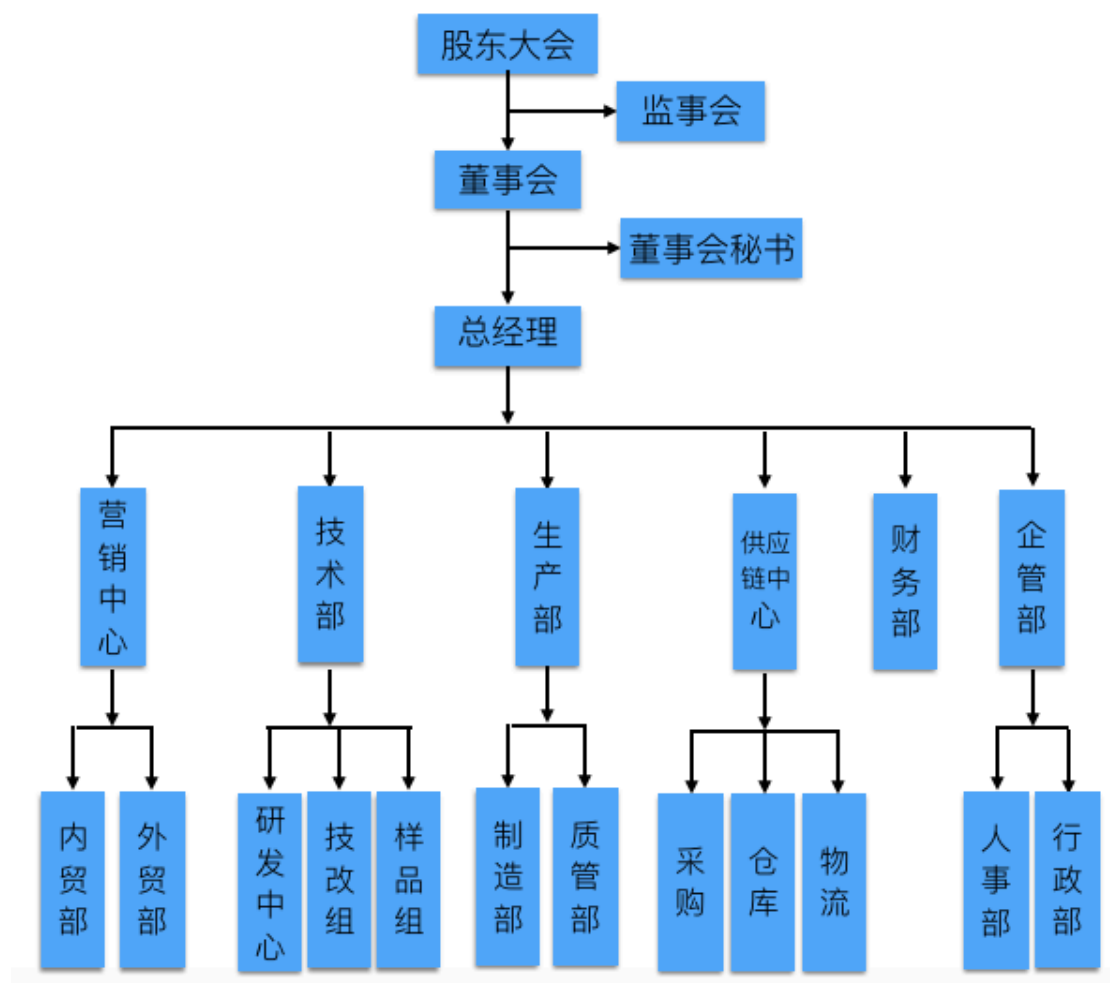 股东大会
监事会
董事会
董事会秘书
总经理
营销中心
技术部
生产部
供应
链中
心
财务部
企管部
内贸部
外贸部
研发中心
技改组
样品组
制造部
质管部
采购
仓库
物流
人事部
行政部